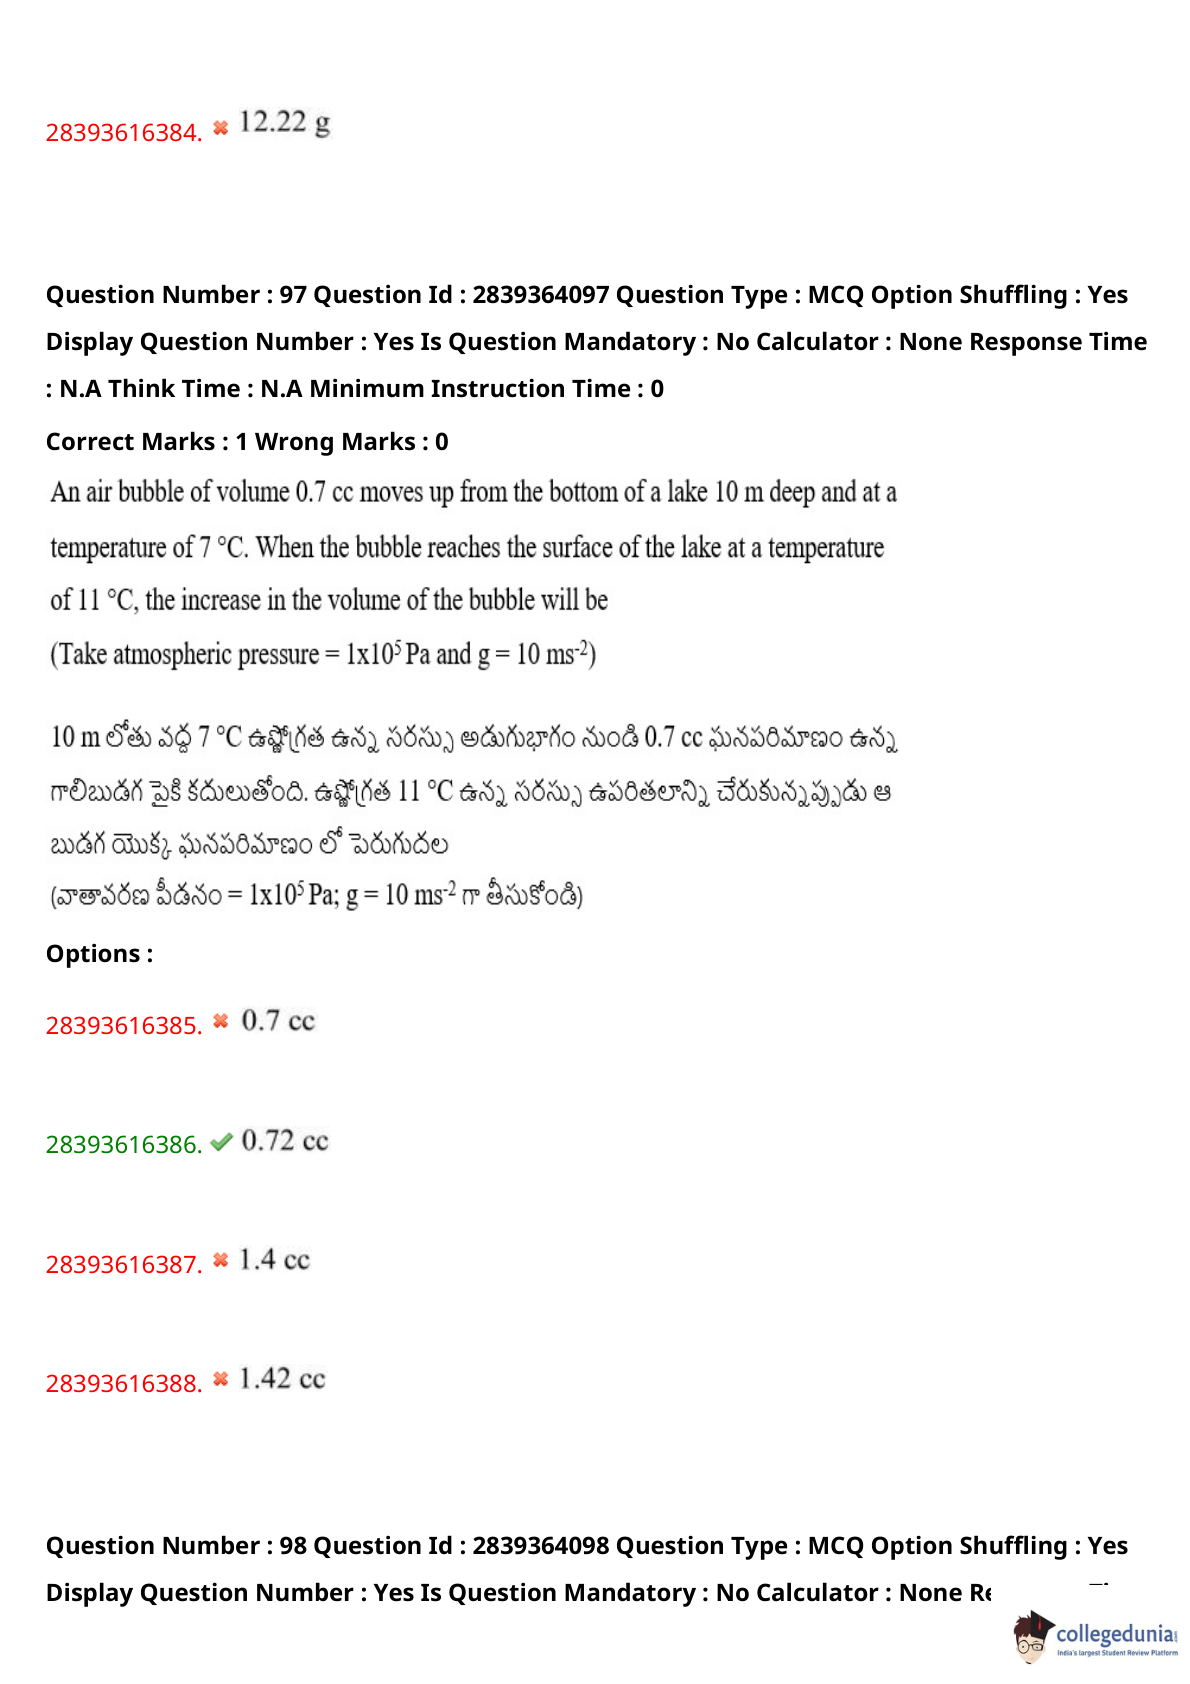 28393616384. 12.22 g
Question Number : 97 Question Id : 2839364097 Question Type : MCQ Option Shuffling : Yes
Display Question Number : Yes Is Question Mandatory : No Calculator : None Response Time
: N.A Think Time : N.A Minimum Instruction Time : 0
Correct Marks : 1 Wrong Marks : 0
An air bubble of volume 0.7 cc moves up from the bottom of a lake 10 m deep and at a
temperature of 7 °C. When the bubble reaches the surface of the lake at a temperature
of 11 °C, the increase in the volume of the bubble will be
(Take atmospheric pressure = 1x10⁵ Pa and g = 10 ms⁻²)
10 m లోతు వద్ద 7 °C ఉష్ణోగ్రత ఉన్న సరస్సు అడుగుభాగం నుండి 0.7 cc ఘనపరిమాణం ఉన్న
గాలిబుడగ పైకి కదులుతోంది. ఉష్ణోగ్రత 11 °C ఉన్న సరస్సు ఉపరితలాన్ని చేరుకున్నప్పుడు ఆ
బుడగ యొక్క ఘనపరిమాణం లో పెరుగుదల
(వాతావరణ పీడనం = 1x10⁵ Pa; g = 10 ms⁻² గా తీసుకోండి)
Options :
28393616385. 0.7 cc
28393616386. 0.72 cc
28393616387. 1.4 cc
28393616388. 1.42 cc
Question Number : 98 Question Id : 2839364098 Question Type : MCQ Option Shuffling : Yes
Display Question Number : Yes Is Question Mandatory : No Calculator : None
collegedunia
India's largest Student Review Platform